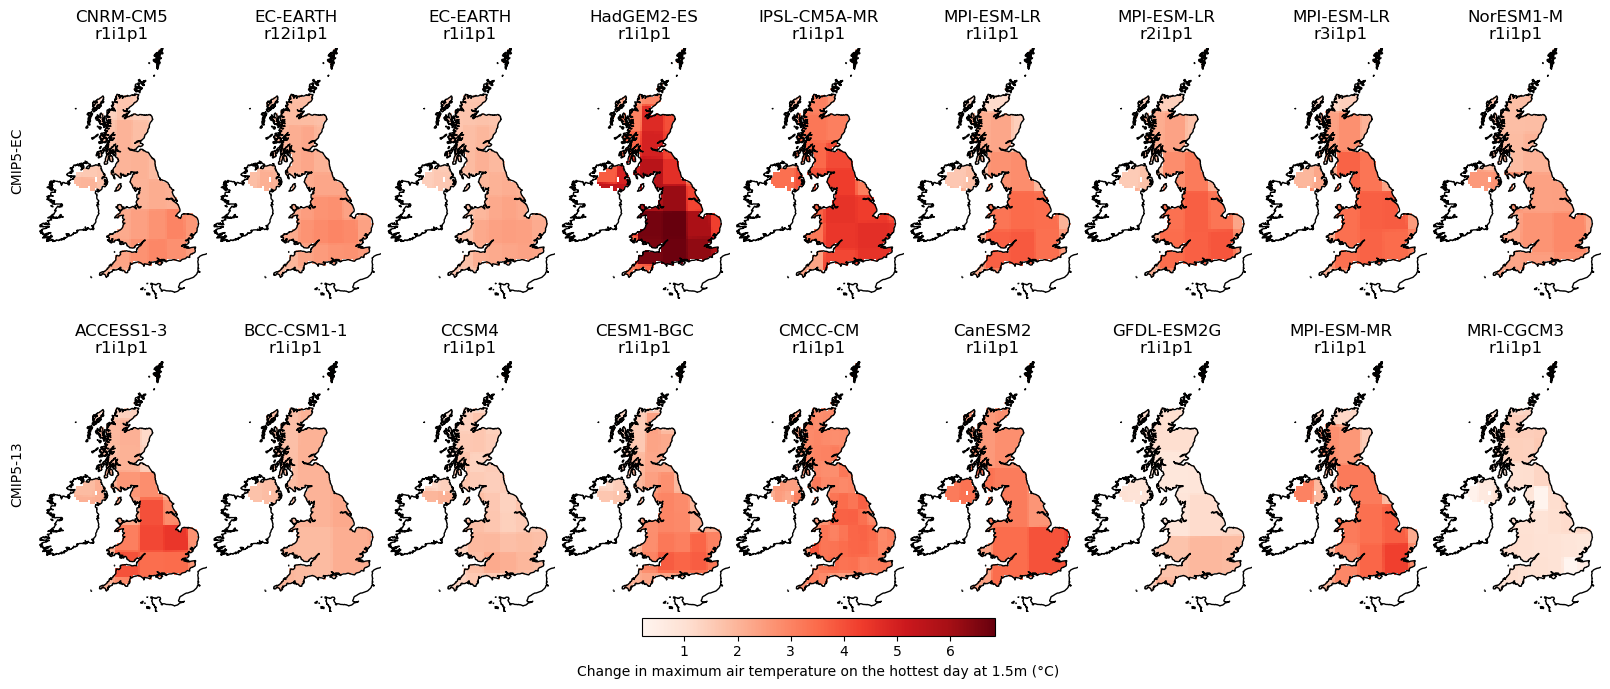 CNRM-CM5
r1i1p1
EC-EARTH
r12i1p1
EC-EARTH
r1i1p1
HadGEM2-ES
r1i1p1
IPSL-CM5A-MR
r1i1p1
MPI-ESM-LR
r1i1p1
MPI-ESM-LR
r2i1p1
MPI-ESM-LR
r3i1p1
NorESM1-M
r1i1p1
CMIP5-EC
ACCESS1-3
r1i1p1
BCC-CSM1-1
r1i1p1
CCSM4
r1i1p1
CESM1-BGC
r1i1p1
CMCC-CM
r1i1p1
CanESM2
r1i1p1
GFDL-ESM2G
r1i1p1
MPI-ESM-MR
r1i1p1
MRI-CGCM3
r1i1p1
CMIP5-13
1 2 3 4 5 6
Change in maximum air temperature on the hottest day at 1.5m (°C)